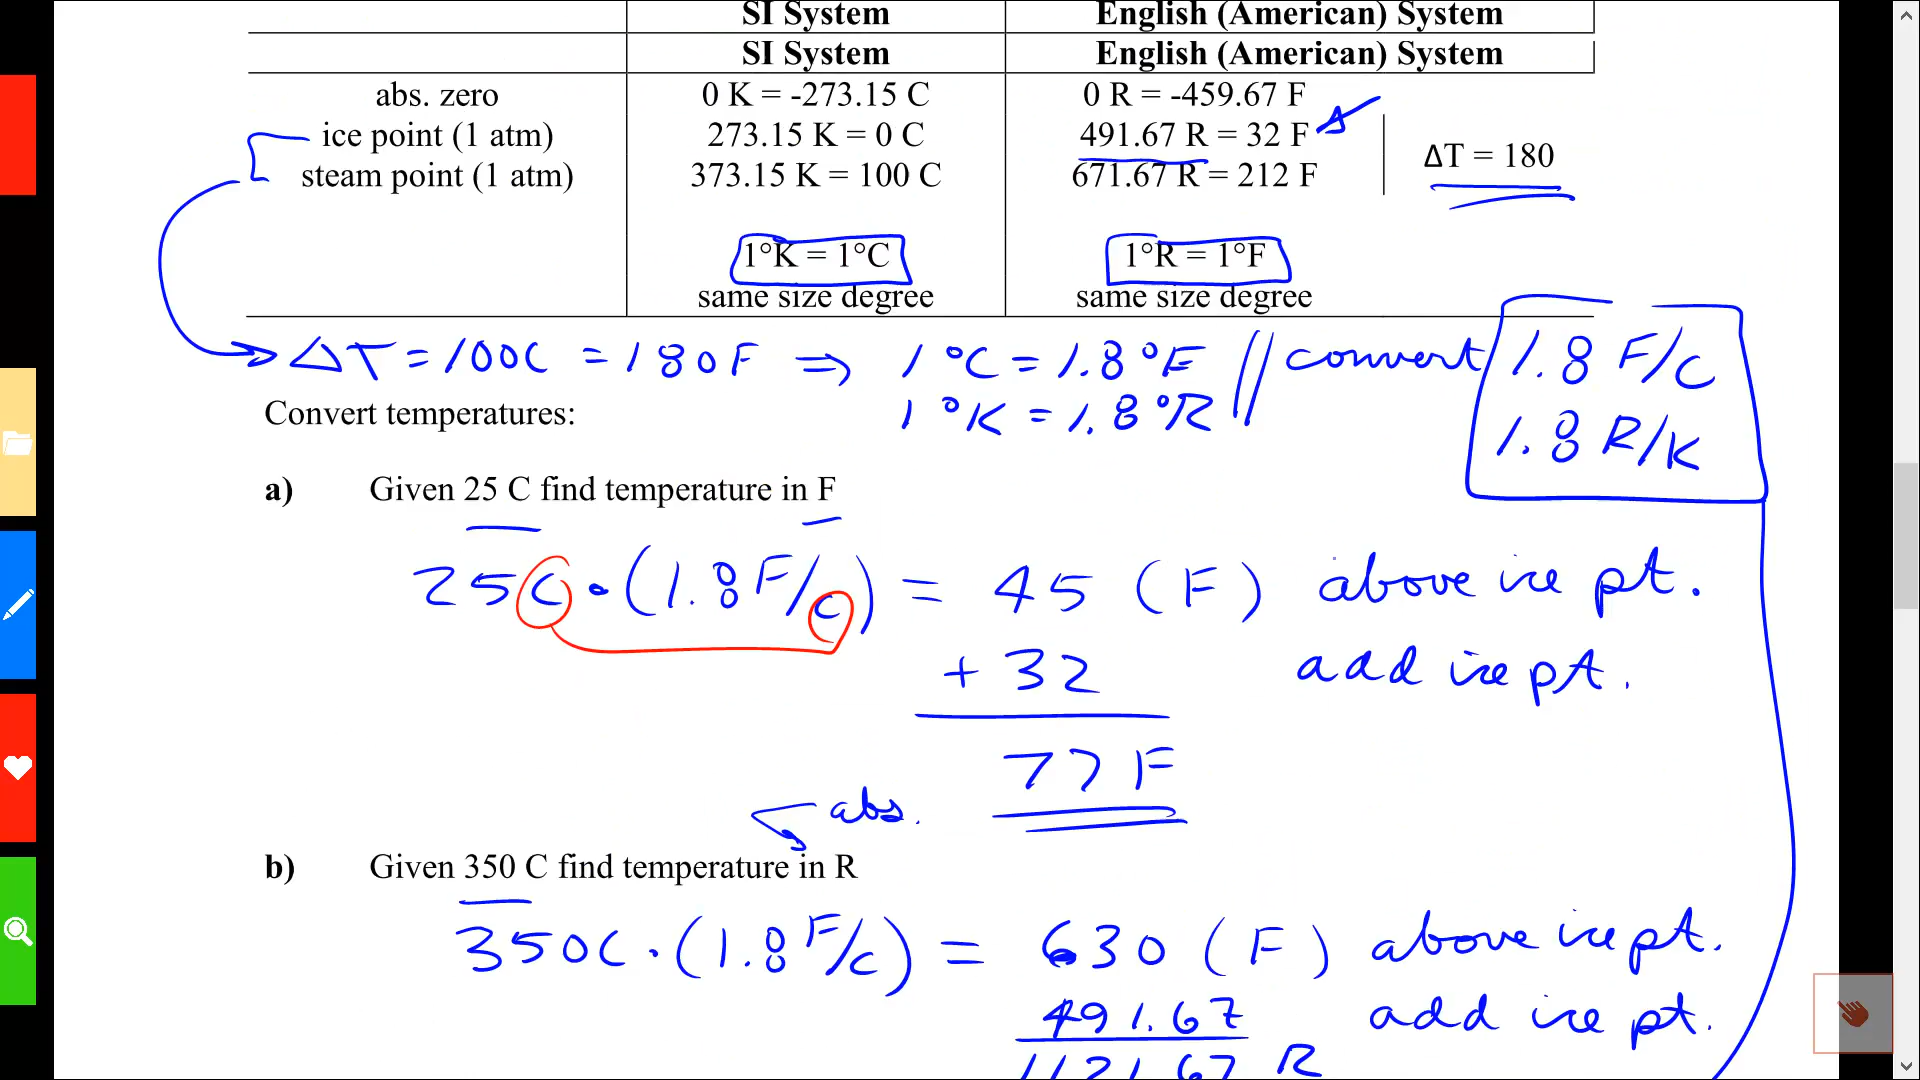 SI System English (American) System
SI System English (American) System
abs. zero 0 K = -273.15 C 0 R = -459.67 F
ice point (1 atm) 273.15 K = 0 C 491.67 R = 32 F
ΔT = 180
steam point (1 atm) 373.15 K = 100 C 671.67 R = 212 F
1°K = 1°C 1°R = 1°F
same size degree same size degree
ΔT = 100C = 180F ⇒ 1 °C = 1.8 °F // convert 1.8 F/C
1 °K = 1.8 °R 1.8 R/K
Convert temperatures:
a) Given 25 C find temperature in F
25C • (1.8 F/C) = 45 (F) above ice pt.
+ 32 add ice pt.
77 F
abs.
b) Given 350 C find temperature in R
350C · (1.8 F/C) = 630 (F) above ice pt.
491.67 add ice pt.
1121.67 R